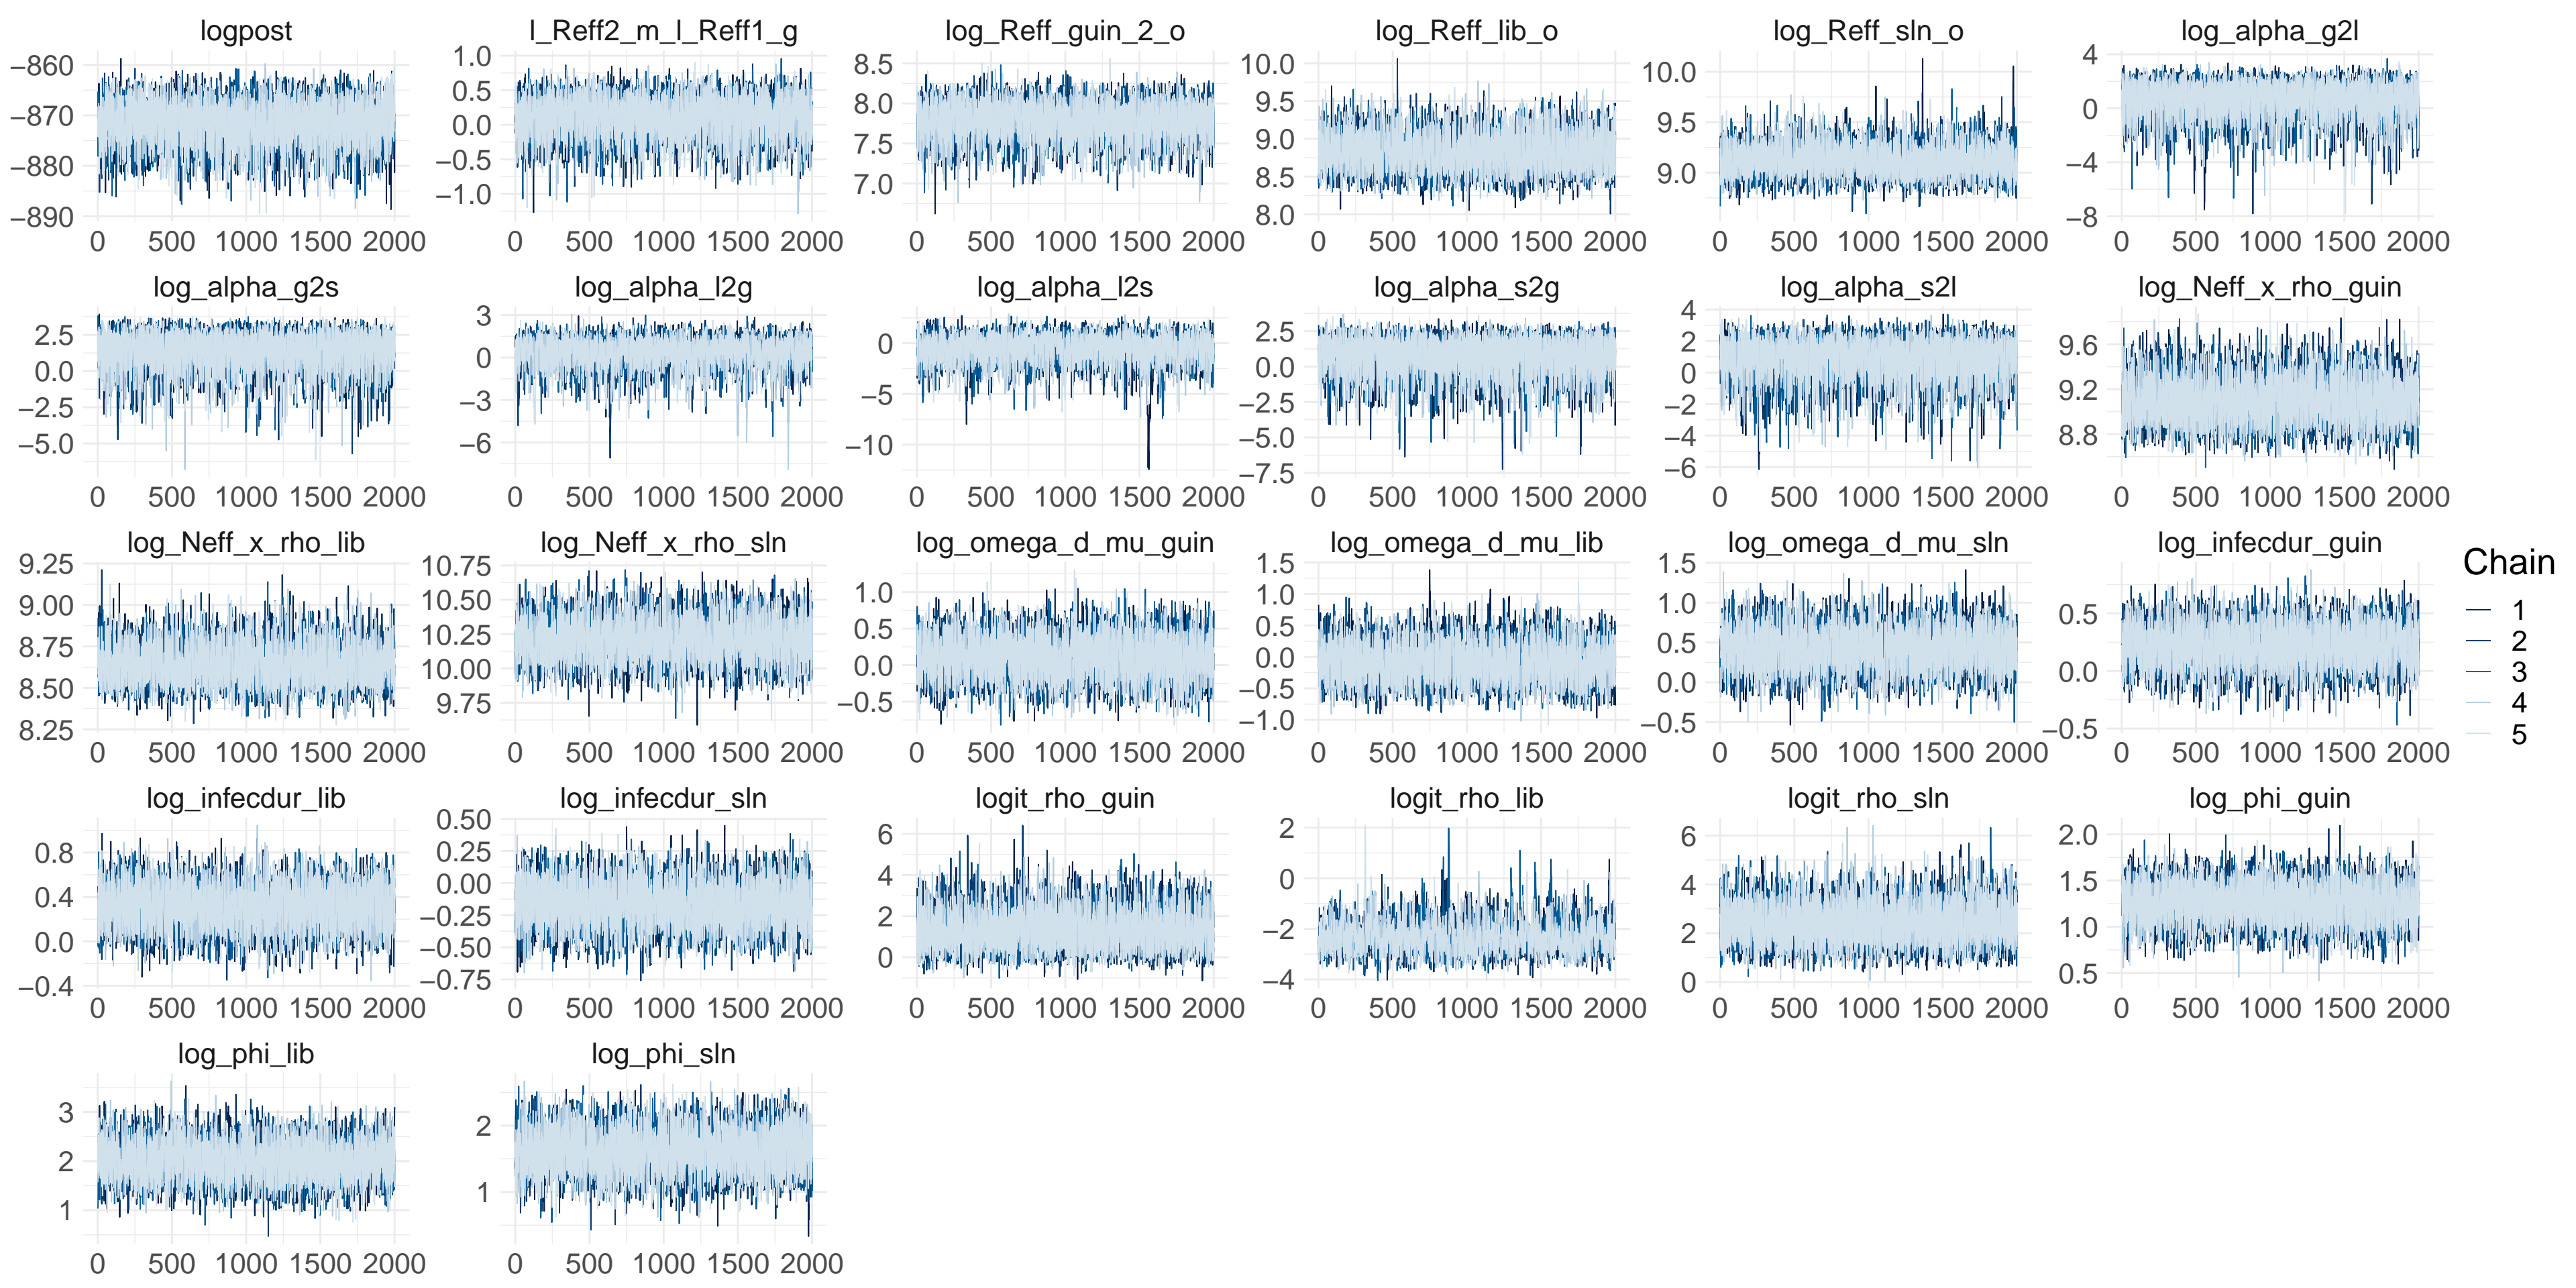 logpost l_Reff2_m_l_Reff1_g log_Reff_guin_2_o log_Reff_lib_o log_Reff_sln_o log_alpha_g2l
−860 −870 −880 −890
1.0 0.5 0.0 −0.5 −1.0
8.5 8.0 7.5 7.0
10.0 9.5 9.0 8.5 8.0
10.0 9.5 9.0
4 0 −4 −8
0 500 1000 1500 2000 0 500 1000 1500 2000 0 500 1000 1500 2000 0 500 1000 1500 2000 0 500 1000 1500 2000 0 500 1000 1500 2000
log_alpha_g2s log_alpha_l2g log_alpha_l2s log_alpha_s2g log_alpha_s2l log_Neff_x_rho_guin
2.5 0.0 −2.5 −5.0
3 0 −3 −6
0 −5 −10
2.5 0.0 −2.5 −5.0 −7.5
4 2 0 −2 −4 −6
9.6 9.2 8.8
0 500 1000 1500 2000 0 500 1000 1500 2000 0 500 1000 1500 2000 0 500 1000 1500 2000 0 500 1000 1500 2000 0 500 1000 1500 2000
log_Neff_x_rho_lib log_Neff_x_rho_sln log_omega_d_mu_guin log_omega_d_mu_lib log_omega_d_mu_sln log_infecdur_guin
9.25 9.00 8.75 8.50 8.25
10.75 10.50 10.25 10.00 9.75
1.0 0.5 0.0 −0.5
1.5 1.0 0.5 0.0 −0.5 −1.0
1.5 1.0 0.5 0.0 −0.5
0.5 0.0 −0.5
0 500 1000 1500 2000 0 500 1000 1500 2000 0 500 1000 1500 2000 0 500 1000 1500 2000 0 500 1000 1500 2000 0 500 1000 1500 2000
Chain
1
2
3
4
5
log_infecdur_lib log_infecdur_sln logit_rho_guin logit_rho_lib logit_rho_sln log_phi_guin
0.8 0.4 0.0 −0.4
0.50 0.25 0.00 −0.25 −0.50 −0.75
6 4 2 0
2 0 −2 −4
6 4 2 0
2.0 1.5 1.0 0.5
0 500 1000 1500 2000 0 500 1000 1500 2000 0 500 1000 1500 2000 0 500 1000 1500 2000 0 500 1000 1500 2000 0 500 1000 1500 2000
log_phi_lib log_phi_sln
3 2 1
2 1
0 500 1000 1500 2000 0 500 1000 1500 2000